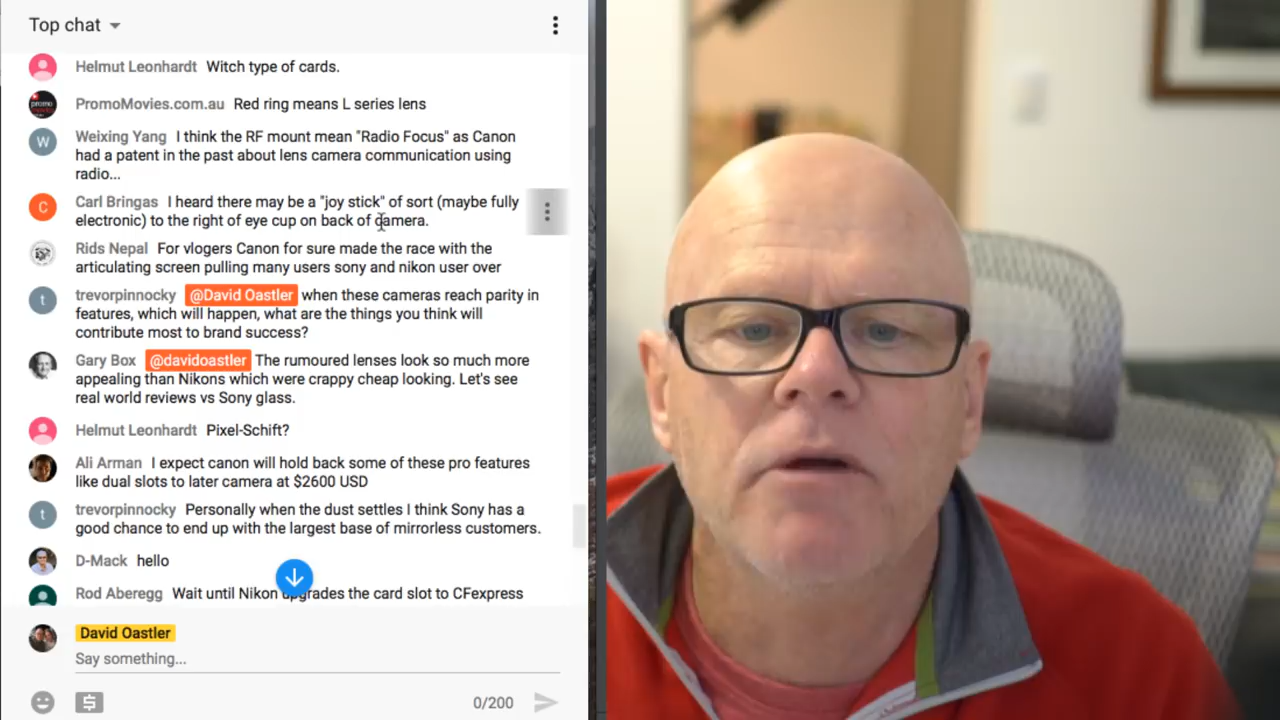 Top chat
Helmut Leonhardt Witch type of cards.
PromoMovies.com.au Red ring means L series lens
Weixing Yang I think the RF mount mean "Radio Focus" as Canon
had a patent in the past about lens camera communication using
radio...
Carl Bringas I heard there may be a "joy stick" of sort (maybe fully
electronic) to the right of eye cup on back of camera.
Rids Nepal For vlogers Canon for sure made the race with the
articulating screen pulling many users sony and nikon user over
trevorpinnocky @David Oastler when these cameras reach parity in
features, which will happen, what are the things you think will
contribute most to brand success?
Gary Box @davidoastler The rumoured lenses look so much more
appealing than Nikons which were crappy cheap looking. Let's see
real world reviews vs Sony glass.
Helmut Leonhardt Pixel-Schift?
Ali Arman I expect canon will hold back some of these pro features
like dual slots to later camera at $2600 USD
trevorpinnocky Personally when the dust settles I think Sony has a
good chance to end up with the largest base of mirrorless customers.
D-Mack hello
Rod Aberegg Wait until Nikon upgrades the card slot to CFexpress
David Oastler
Say something...
0/200